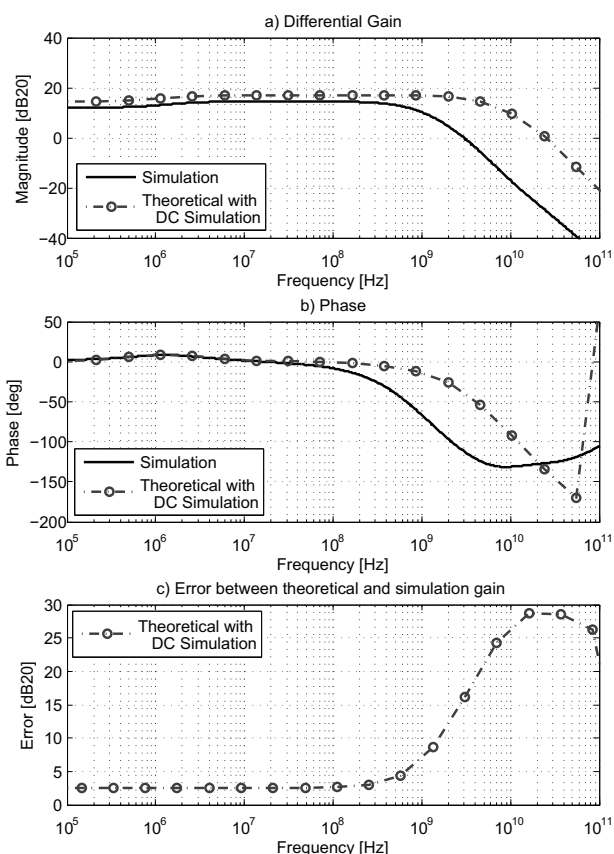 a) Differential Gain
Magnitude [dB20]
40
20
0
−20
−40
Simulation
Theoretical with
DC Simulation
10^5 10^6 10^7 10^8 10^9 10^10 10^11
Frequency [Hz]
b) Phase
Phase [deg]
50
0
−50
−100
−150
−200
Simulation
Theoretical with
DC Simulation
10^5 10^6 10^7 10^8 10^9 10^10 10^11
Frequency [Hz]
c) Error between theoretical and simulation gain
Error [dB20]
30
25
20
15
10
5
0
Theoretical with
DC Simulation
10^5 10^6 10^7 10^8 10^9 10^10 10^11
Frequency [Hz]